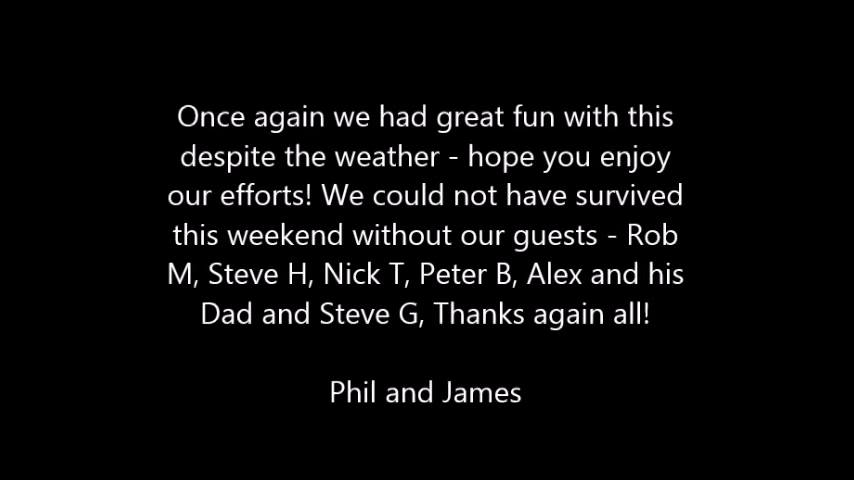 Once again we had great fun with this
despite the weather - hope you enjoy
our efforts! We could not have survived
this weekend without our guests - Rob
M, Steve H, Nick T, Peter B, Alex and his
Dad and Steve G, Thanks again all!
Phil and James